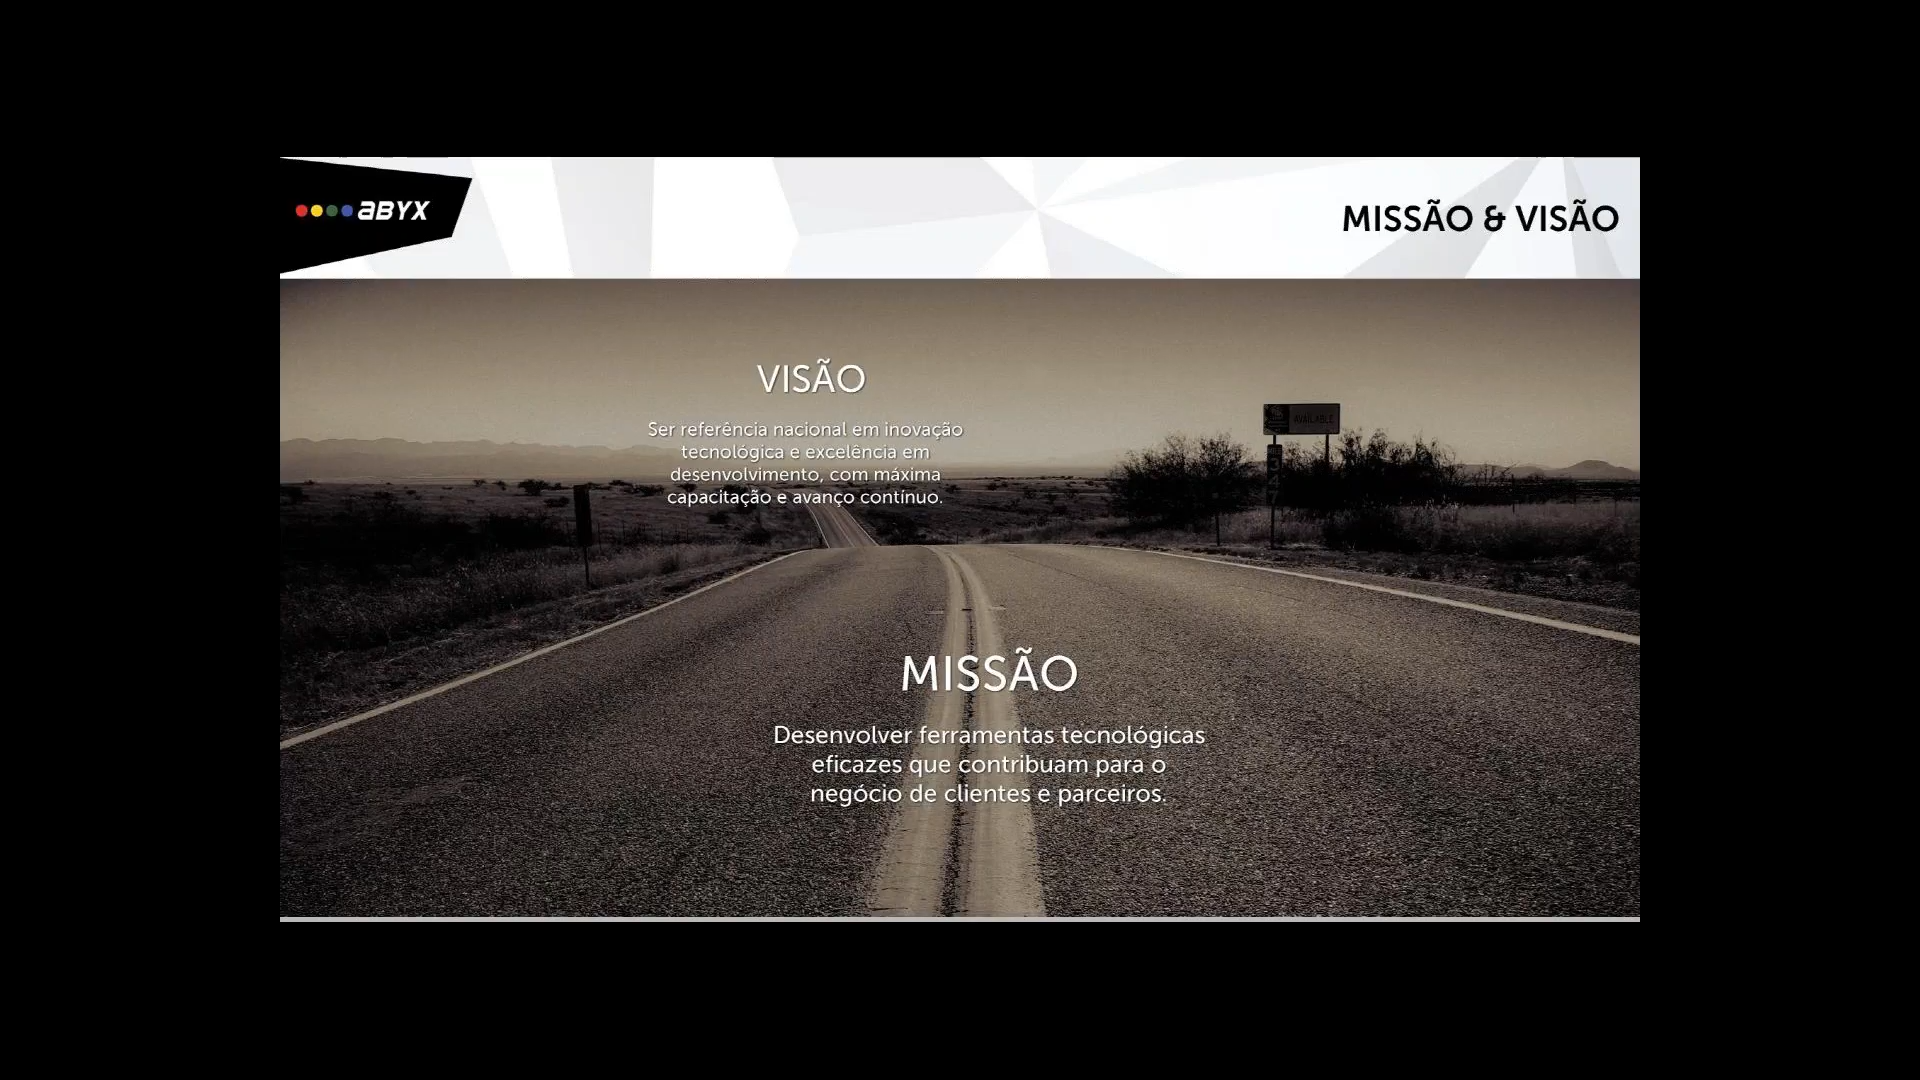 aBYX
MISSÃO & VISÃO
VISÃO
Ser referência nacional em inovação
tecnológica e excelência em
desenvolvimento, com máxima
capacitação e avanço contínuo.
AVAILABLE
MISSÃO
Desenvolver ferramentas tecnológicas
eficazes que contribuam para o
negócio de clientes e parceiros.